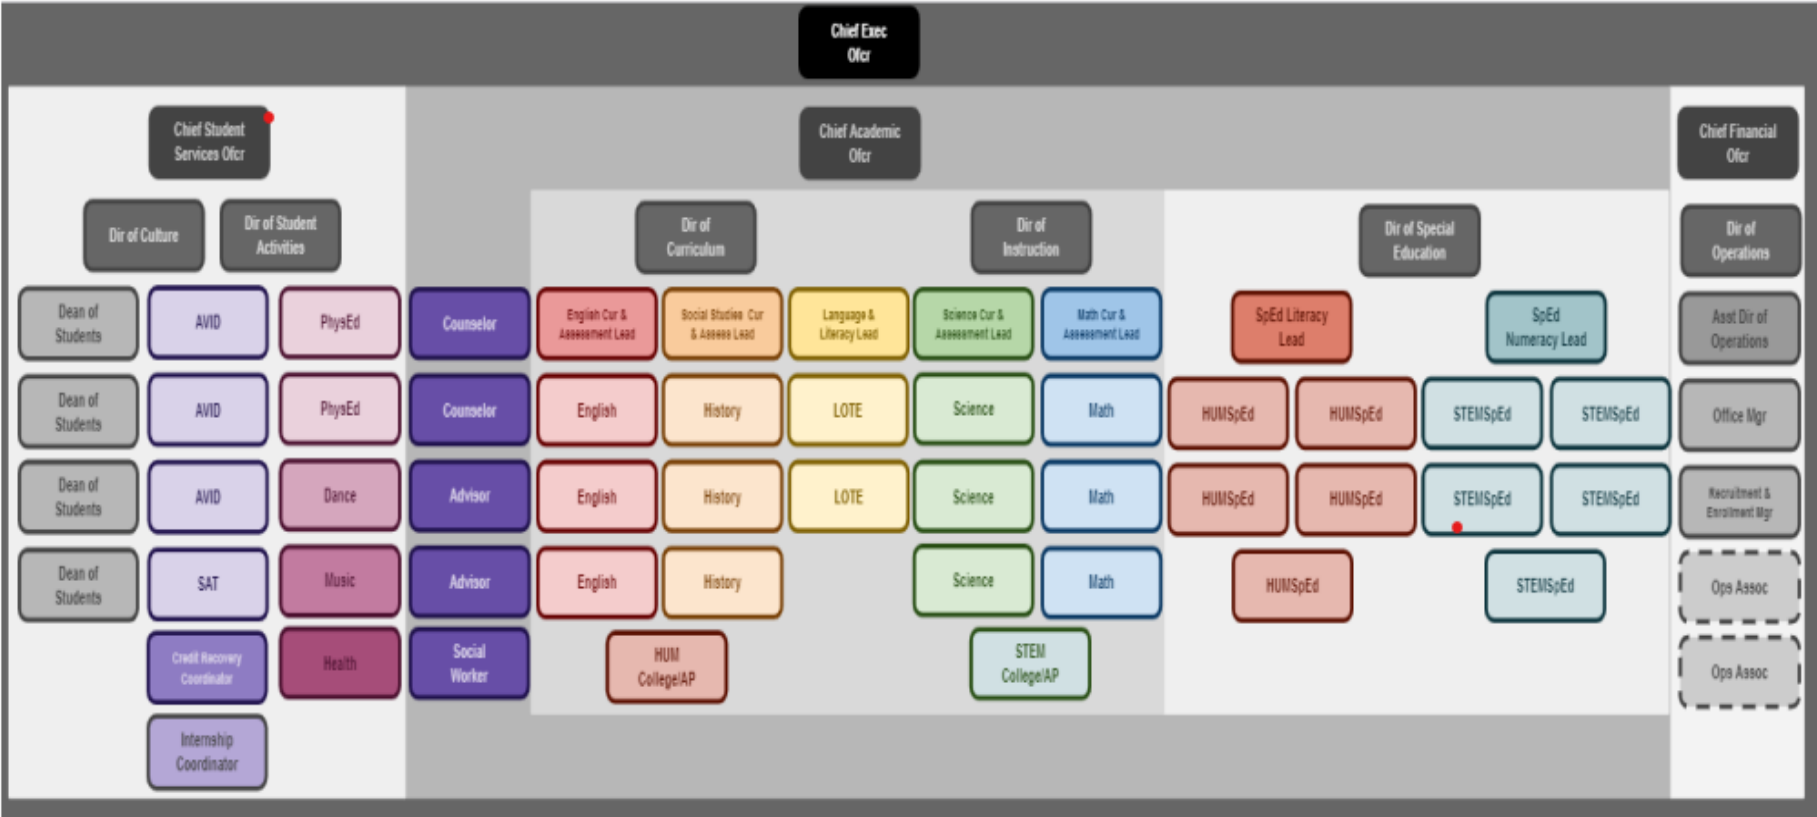 Chief Exec
Ofcr
Chief Student
Services Ofcr
Chief Academic
Ofcr
Chief Financial
Ofcr
Dir of Culture
Dir of Student
Activities
Dir of
Curriculum
Dir of
Instruction
Dir of Special
Education
Dir of
Operations
Dean of
Students
AVID
PhysEd
Counselor
English Cur &
Assessment Lead
Social Studies Cur
& Assess Lead
Language &
Literacy Lead
Science Cur &
Assessment Lead
Math Cur &
Assessment Lead
SpEd Literacy
Lead
SpEd
Numeracy Lead
Asst Dir of
Operations
Dean of
Students
AVID
PhysEd
Counselor
English
History
LOTE
Science
Math
HUMSpEd
HUMSpEd
STEMSpEd
STEMSpEd
Office Mgr
Dean of
Students
AVID
Dance
Advisor
English
History
LOTE
Science
Math
HUMSpEd
HUMSpEd
STEMSpEd
STEMSpEd
Recruitment &
Enrollment Mgr
Dean of
Students
SAT
Music
Advisor
English
History
Science
Math
HUMSpEd
STEMSpEd
Ops Assoc
Credit Recovery
Coordinator
Health
Social
Worker
HUM
College/AP
STEM
College/AP
Ops Assoc
Internship
Coordinator